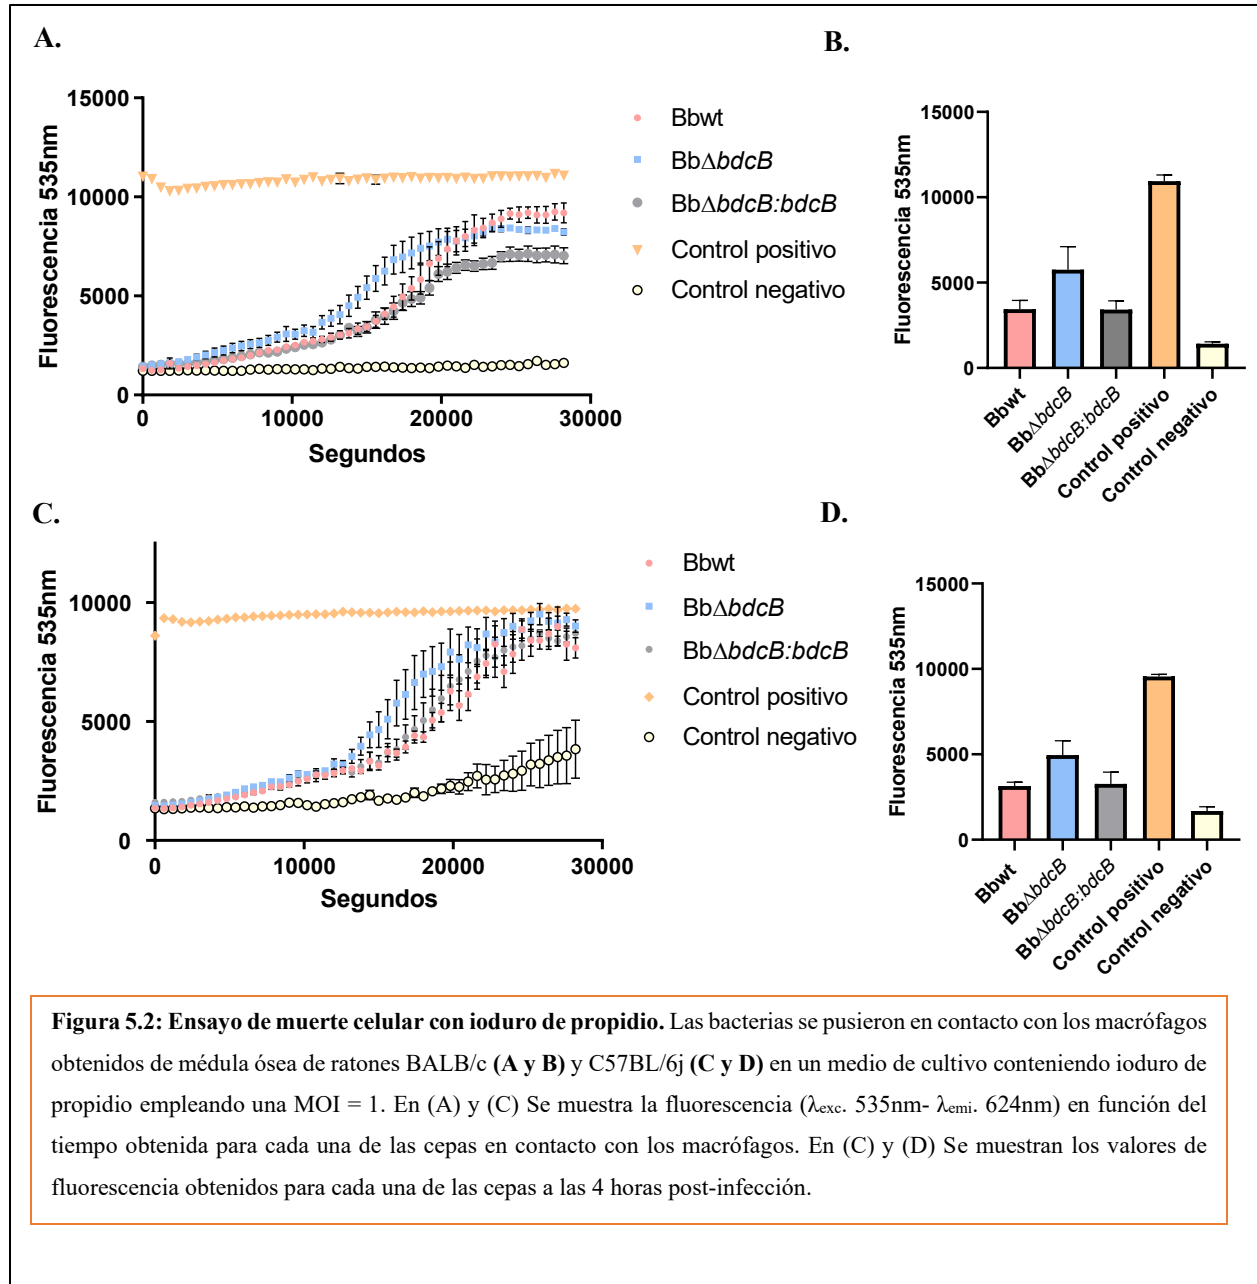 A.
B.
15000
10000
5000
0
Fluorescencia 535nm
0
10000
20000
30000
Segundos
Bbwt
BbΔbdcB
BbΔbdcB:bdcB
Control positivo
Control negativo
15000
10000
5000
0
Fluorescencia 535nm
Bbwt
BbΔbdcB
BbΔbdcB:bdcB
Control positivo
Control negativo
C.
D.
10000
5000
0
Fluorescencia 535nm
0
10000
20000
30000
Segundos
Bbwt
BbΔbdcB
BbΔbdcB:bdcB
Control positivo
Control negativo
15000
10000
5000
0
Fluorescencia 535nm
Bbwt
BbΔbdcB
BbΔbdcB:bdcB
Control positivo
Control negativo
Figura 5.2: Ensayo de muerte celular con ioduro de propidio. Las bacterias se pusieron en contacto con los macrófagos
obtenidos de médula ósea de ratones BALB/c (A y B) y C57BL/6j (C y D) en un medio de cultivo conteniendo ioduro de
propidio empleando una MOI = 1. En (A) y (C) Se muestra la fluorescencia (λexc. 535nm- λemi. 624nm) en función del
tiempo obtenida para cada una de las cepas en contacto con los macrófagos. En (C) y (D) Se muestran los valores de
fluorescencia obtenidos para cada una de las cepas a las 4 horas post-infección.